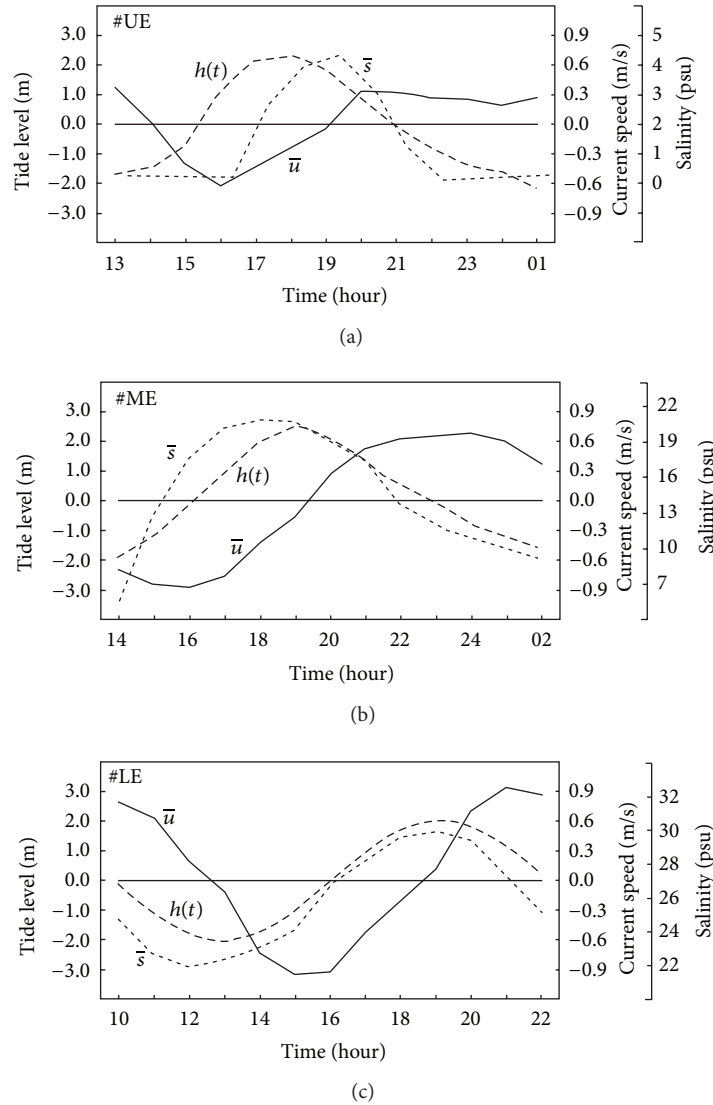 #UE
3.0
2.0
1.0
0.0
−1.0
−2.0
−3.0
Tide level (m)
h(t)
s̅
u̅
0.9
0.6
0.3
0.0
−0.3
−0.6
−0.9
Current speed (m/s)
5
4
3
2
1
0
Salinity (psu)
13 15 17 19 21 23 01
Time (hour)
(a)
#ME
3.0
2.0
1.0
0.0
−1.0
−2.0
−3.0
Tide level (m)
s̅
h(t)
u̅
0.9
0.6
0.3
0.0
−0.3
−0.6
−0.9
Current speed (m/s)
22
19
16
14
13
10
7
Salinity (psu)
14 16 18 20 22 24 02
Time (hour)
(b)
#LE
3.0
2.0
1.0
0.0
−1.0
−2.0
−3.0
Tide level (m)
u̅
h(t)
s̅
0.9
0.6
0.3
0.0
−0.3
−0.6
−0.9
Current speed (m/s)
32
30
28
26
24
22
Salinity (psu)
10 12 14 16 18 20 22
Time (hour)
(c)